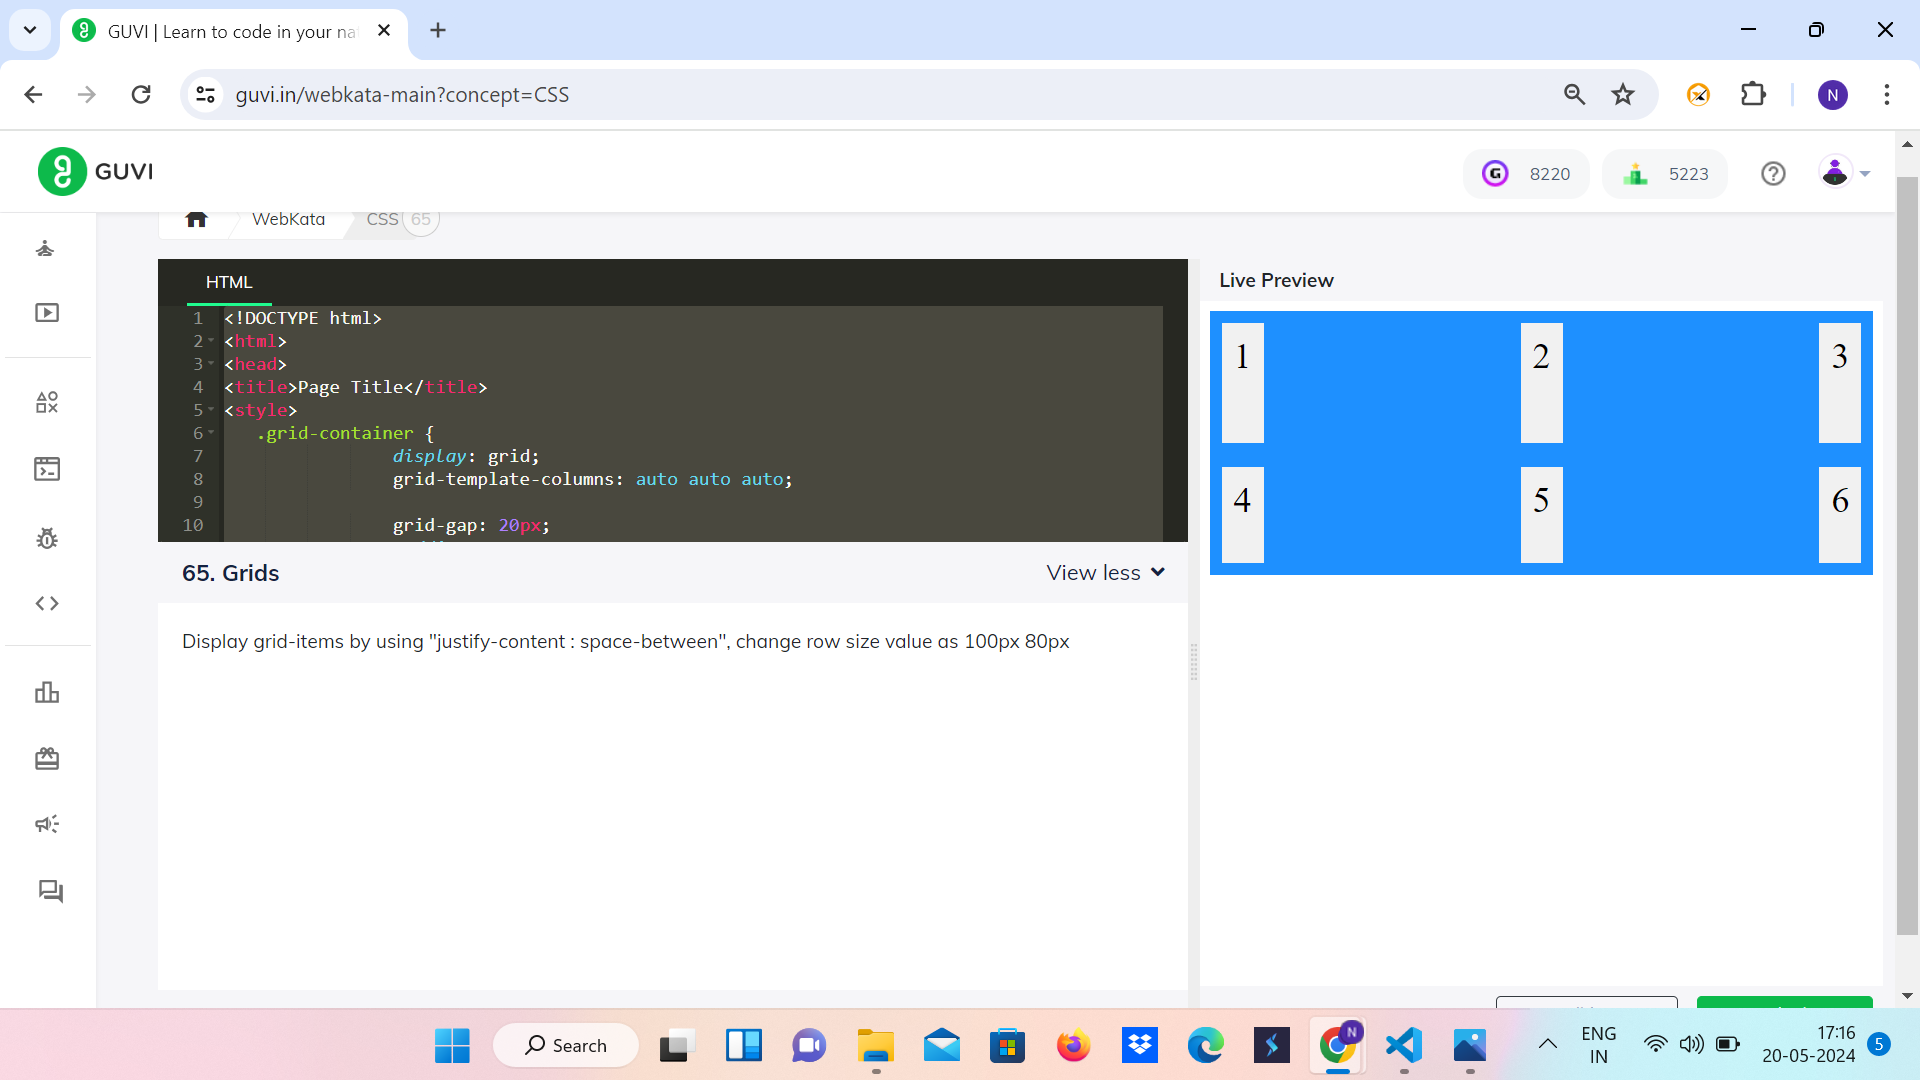 GUVI | Learn to code in your na
guvi.in/webkata-main?concept=CSS
N
GUVI
8220
5223
WebKata
CSS 65
HTML
1 <!DOCTYPE html>
2 <html>
3 <head>
4 <title>Page Title</title>
5 <style>
6 .grid-container {
7 display: grid;
8 grid-template-columns: auto auto auto;
9
10 grid-gap: 20px;
65. Grids
View less
Display grid-items by using "justify-content : space-between", change row size value as 100px 80px
Live Preview
1 2 3
4 5 6
Search
N
ENG
IN
17:16
20-05-2024
5